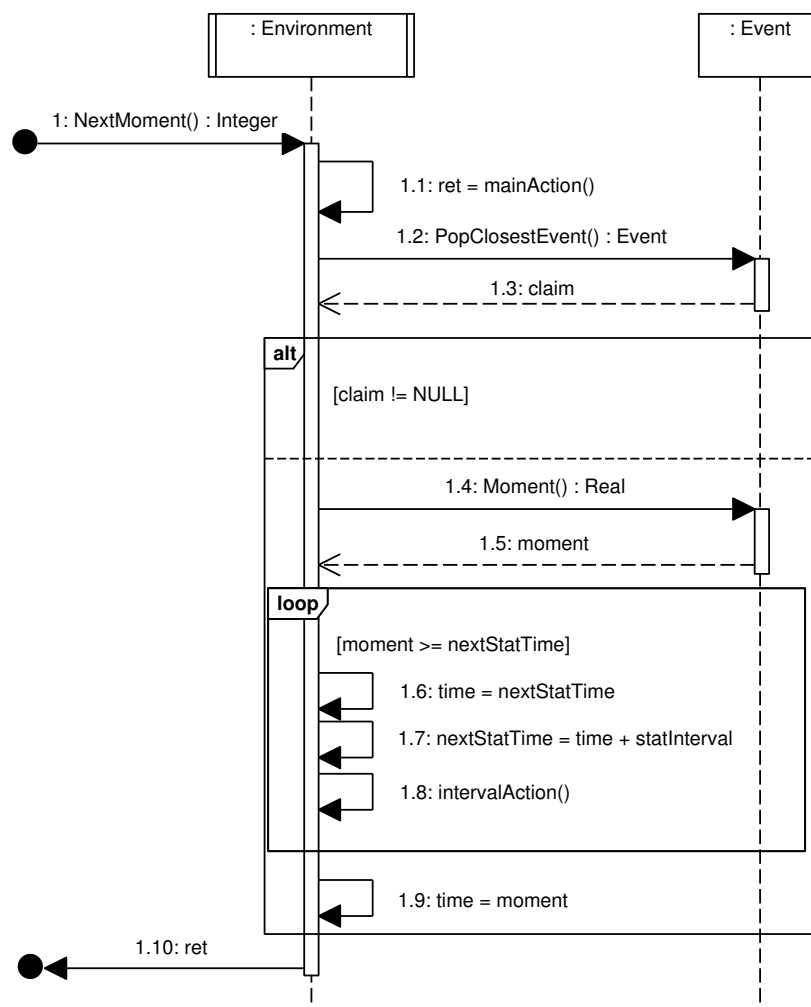 : Environment
: Event
1: NextMoment() : Integer
1.1: ret = mainAction()
1.2: PopClosestEvent() : Event
1.3: claim
alt
[claim != NULL]
1.4: Moment() : Real
1.5: moment
loop
[moment >= nextStatTime]
1.6: time = nextStatTime
1.7: nextStatTime = time + statInterval
1.8: intervalAction()
1.9: time = moment
1.10: ret